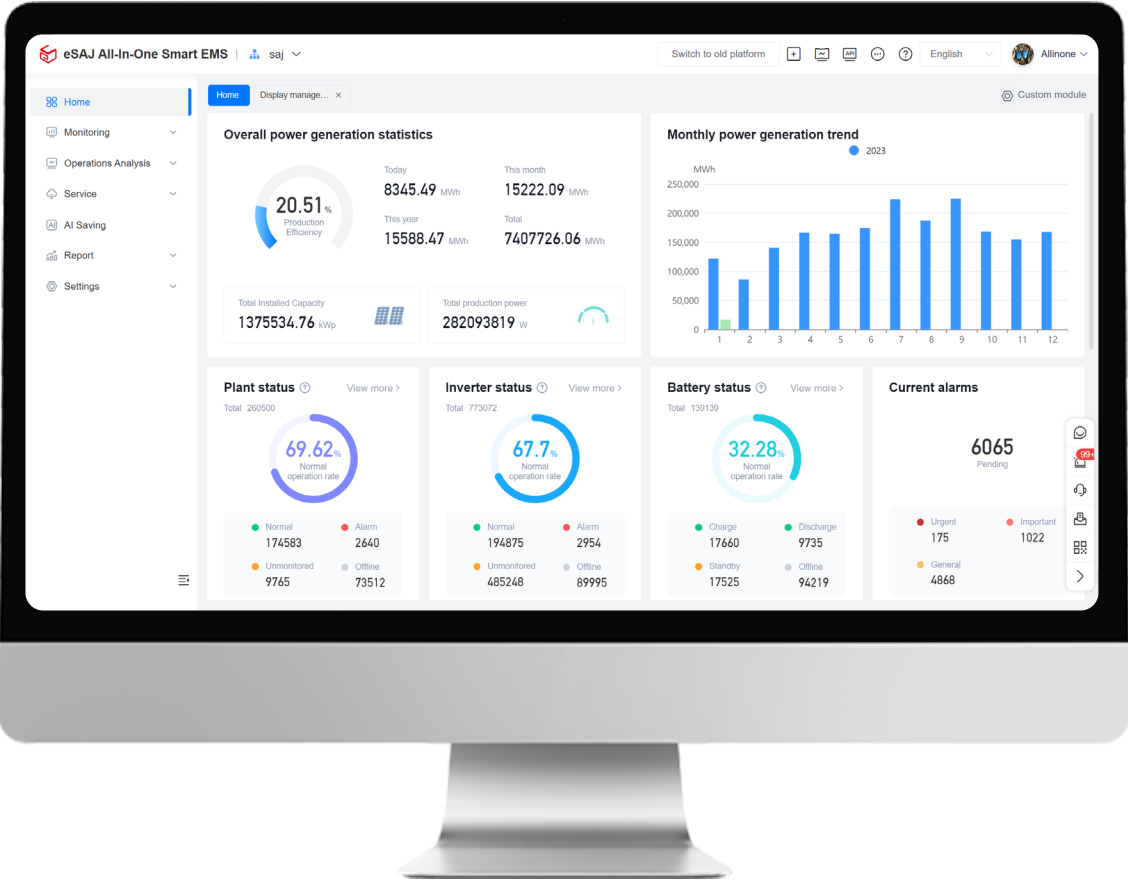 eSAJ All-In-One Smart EMS
saj
Switch to old platform
API
English
Allinone
Home
Monitoring
Operations Analysis
Service
AI Saving
Report
Settings
Home
Display manage...
Custom module
Overall power generation statistics
20.51%
Production
Efficiency
Today
8345.49 MWh
This month
15222.09 MWh
This year
15588.47 MWh
Total
7407726.06 MWh
Total Installed Capacity
1375534.76 kWp
Total production power
282093819 W
Monthly power generation trend
2023
MWh
250,000
200,000
150,000
100,000
50,000
0
1 2 3 4 5 6 7 8 9 10 11 12
Plant status
View more >
Total 260500
69.62%
Normal
operation rate
Normal
174583
Alarm
2640
Unmonitored
9765
Offline
73512
Inverter status
View more >
Total 773072
67.7%
Normal
operation rate
Normal
194875
Alarm
2954
Unmonitored
485248
Offline
89995
Battery status
View more >
Total 139139
32.28%
Normal
operation rate
Charge
17660
Discharge
9735
Standby
17525
Offline
94219
Current alarms
6065
Pending
Urgent
175
Important
1022
General
4868
99+